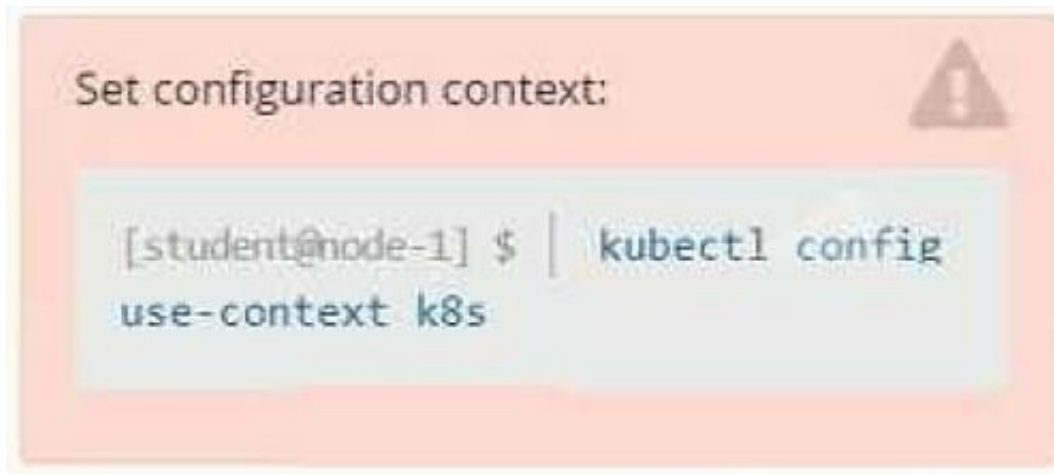 Set configuration context:
[student@node-1] $ | kubectl config
use-context k8s